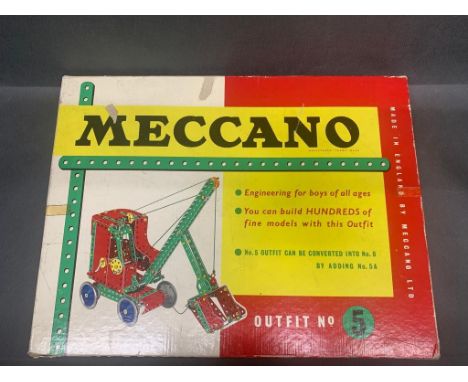 MECCANO
Engineering for boys of all ages
You can build HUNDREDS of
fine models with this Outfit
No. 5 OUTFIT CAN BE CONVERTED INTO No. 6
BY ADDING No. 5A
OUTFIT No 5
MADE IN ENGLAND BY MECCANO LTD